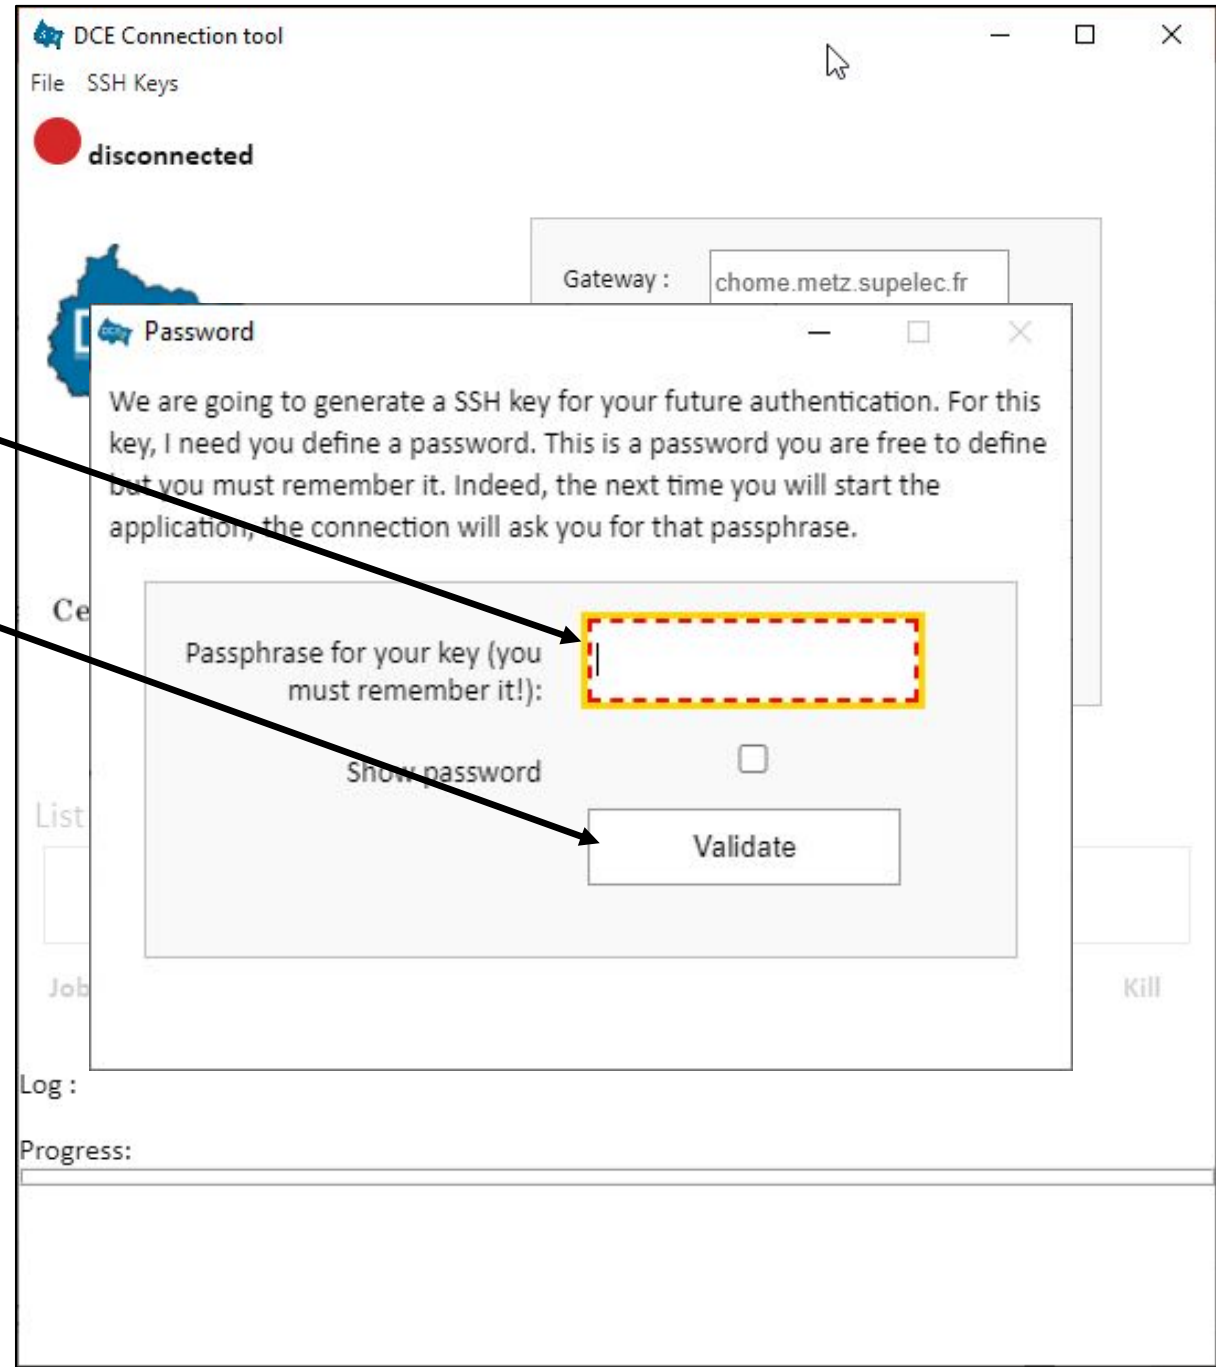 DCE Connection tool
File SSH Keys
disconnected
Gateway : chome.metz.supelec.fr
Password
We are going to generate a SSH key for your future authentication. For this
key, I need you define a password. This is a password you are free to define
but you must remember it. Indeed, the next time you will start the
application, the connection will ask you for that passphrase.
Ce
Passphrase for your key (you
must remember it!):
Show password
List
Validate
Job
Kill
Log :
Progress: